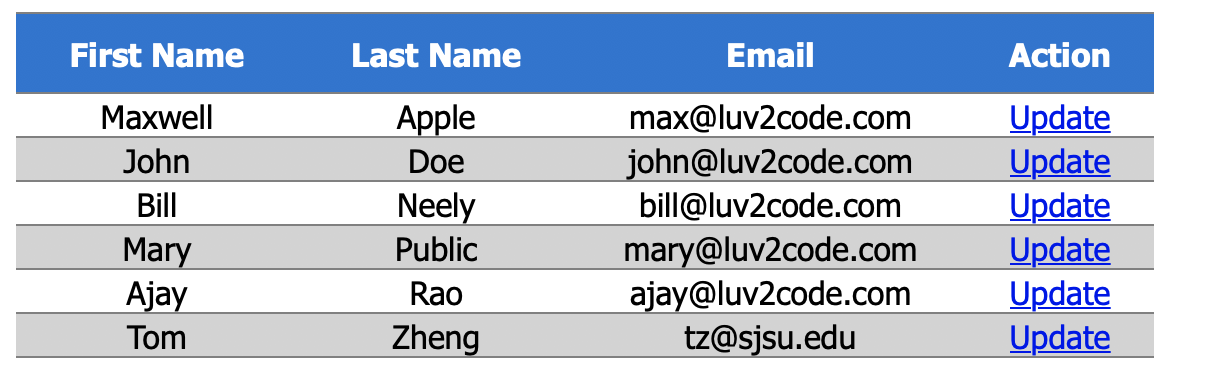 First Name Last Name Email Action
Maxwell Apple max@luv2code.com Update
John Doe john@luv2code.com Update
Bill Neely bill@luv2code.com Update
Mary Public mary@luv2code.com Update
Ajay Rao ajay@luv2code.com Update
Tom Zheng tz@sjsu.edu Update